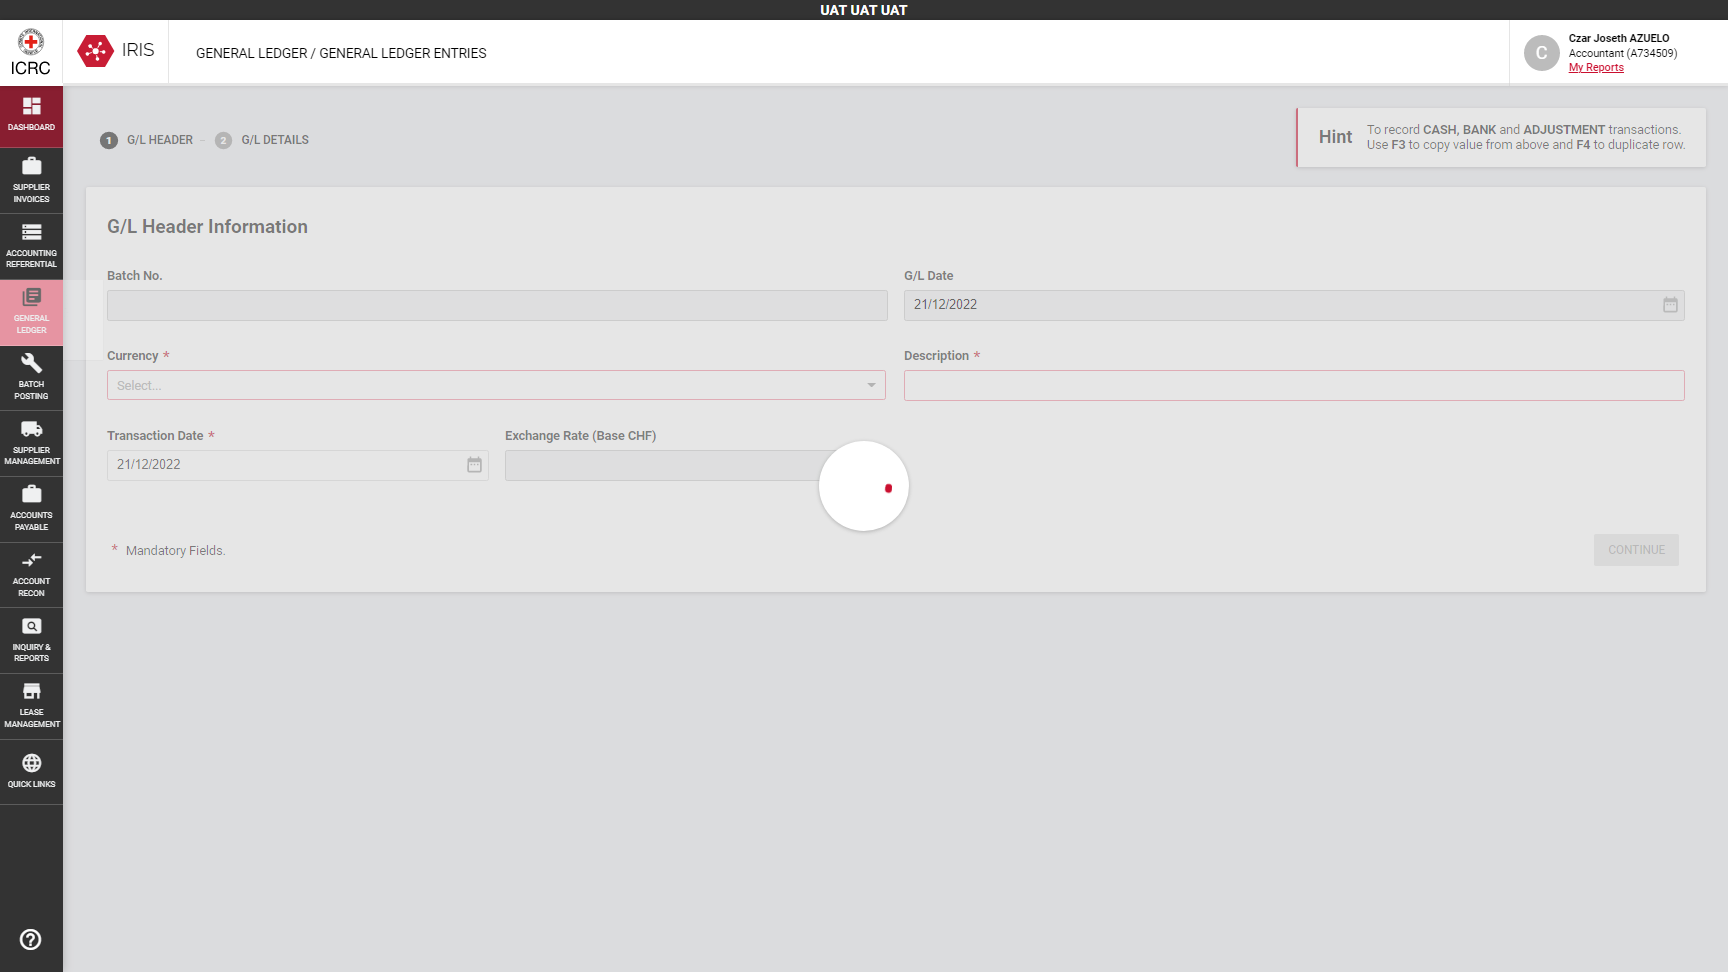 UAT UAT UAT
ICRC
IRIS
GENERAL LEDGER / GENERAL LEDGER ENTRIES
C
Czar Joseth AZUELO
Accountant (A734509)
My Reports
DASHBOARD
SUPPLIER
INVOICES
ACCOUNTING
REFERENTIAL
GENERAL
LEDGER
BATCH
POSTING
SUPPLIER
MANAGEMENT
ACCOUNTS
PAYABLE
ACCOUNT
RECON
INQUIRY &
REPORTS
LEASE
MANAGEMENT
QUICK LINKS
1 G/L HEADER - 2 G/L DETAILS
Hint
To record CASH, BANK and ADJUSTMENT transactions.
Use F3 to copy value from above and F4 to duplicate row.
G/L Header Information
Batch No.
G/L Date
21/12/2022
Currency *
Select...
Description *
Transaction Date *
21/12/2022
Exchange Rate (Base CHF)
* Mandatory Fields.
CONTINUE